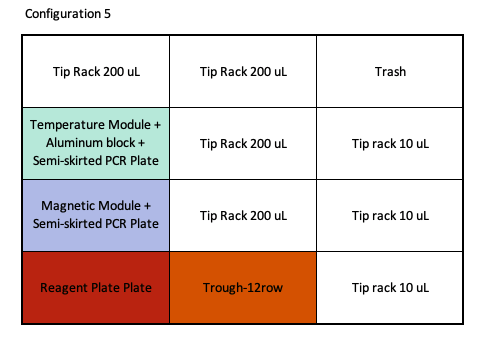 Configuration 5
Tip Rack 200 uL
Tip Rack 200 uL
Trash
Temperature Module +
Aluminum block +
Semi-skirted PCR Plate
Tip Rack 200 uL
Tip rack 10 uL
Magnetic Module +
Semi-skirted PCR Plate
Tip Rack 200 uL
Tip rack 10 uL
Reagent Plate Plate
Trough-12row
Tip rack 10 uL